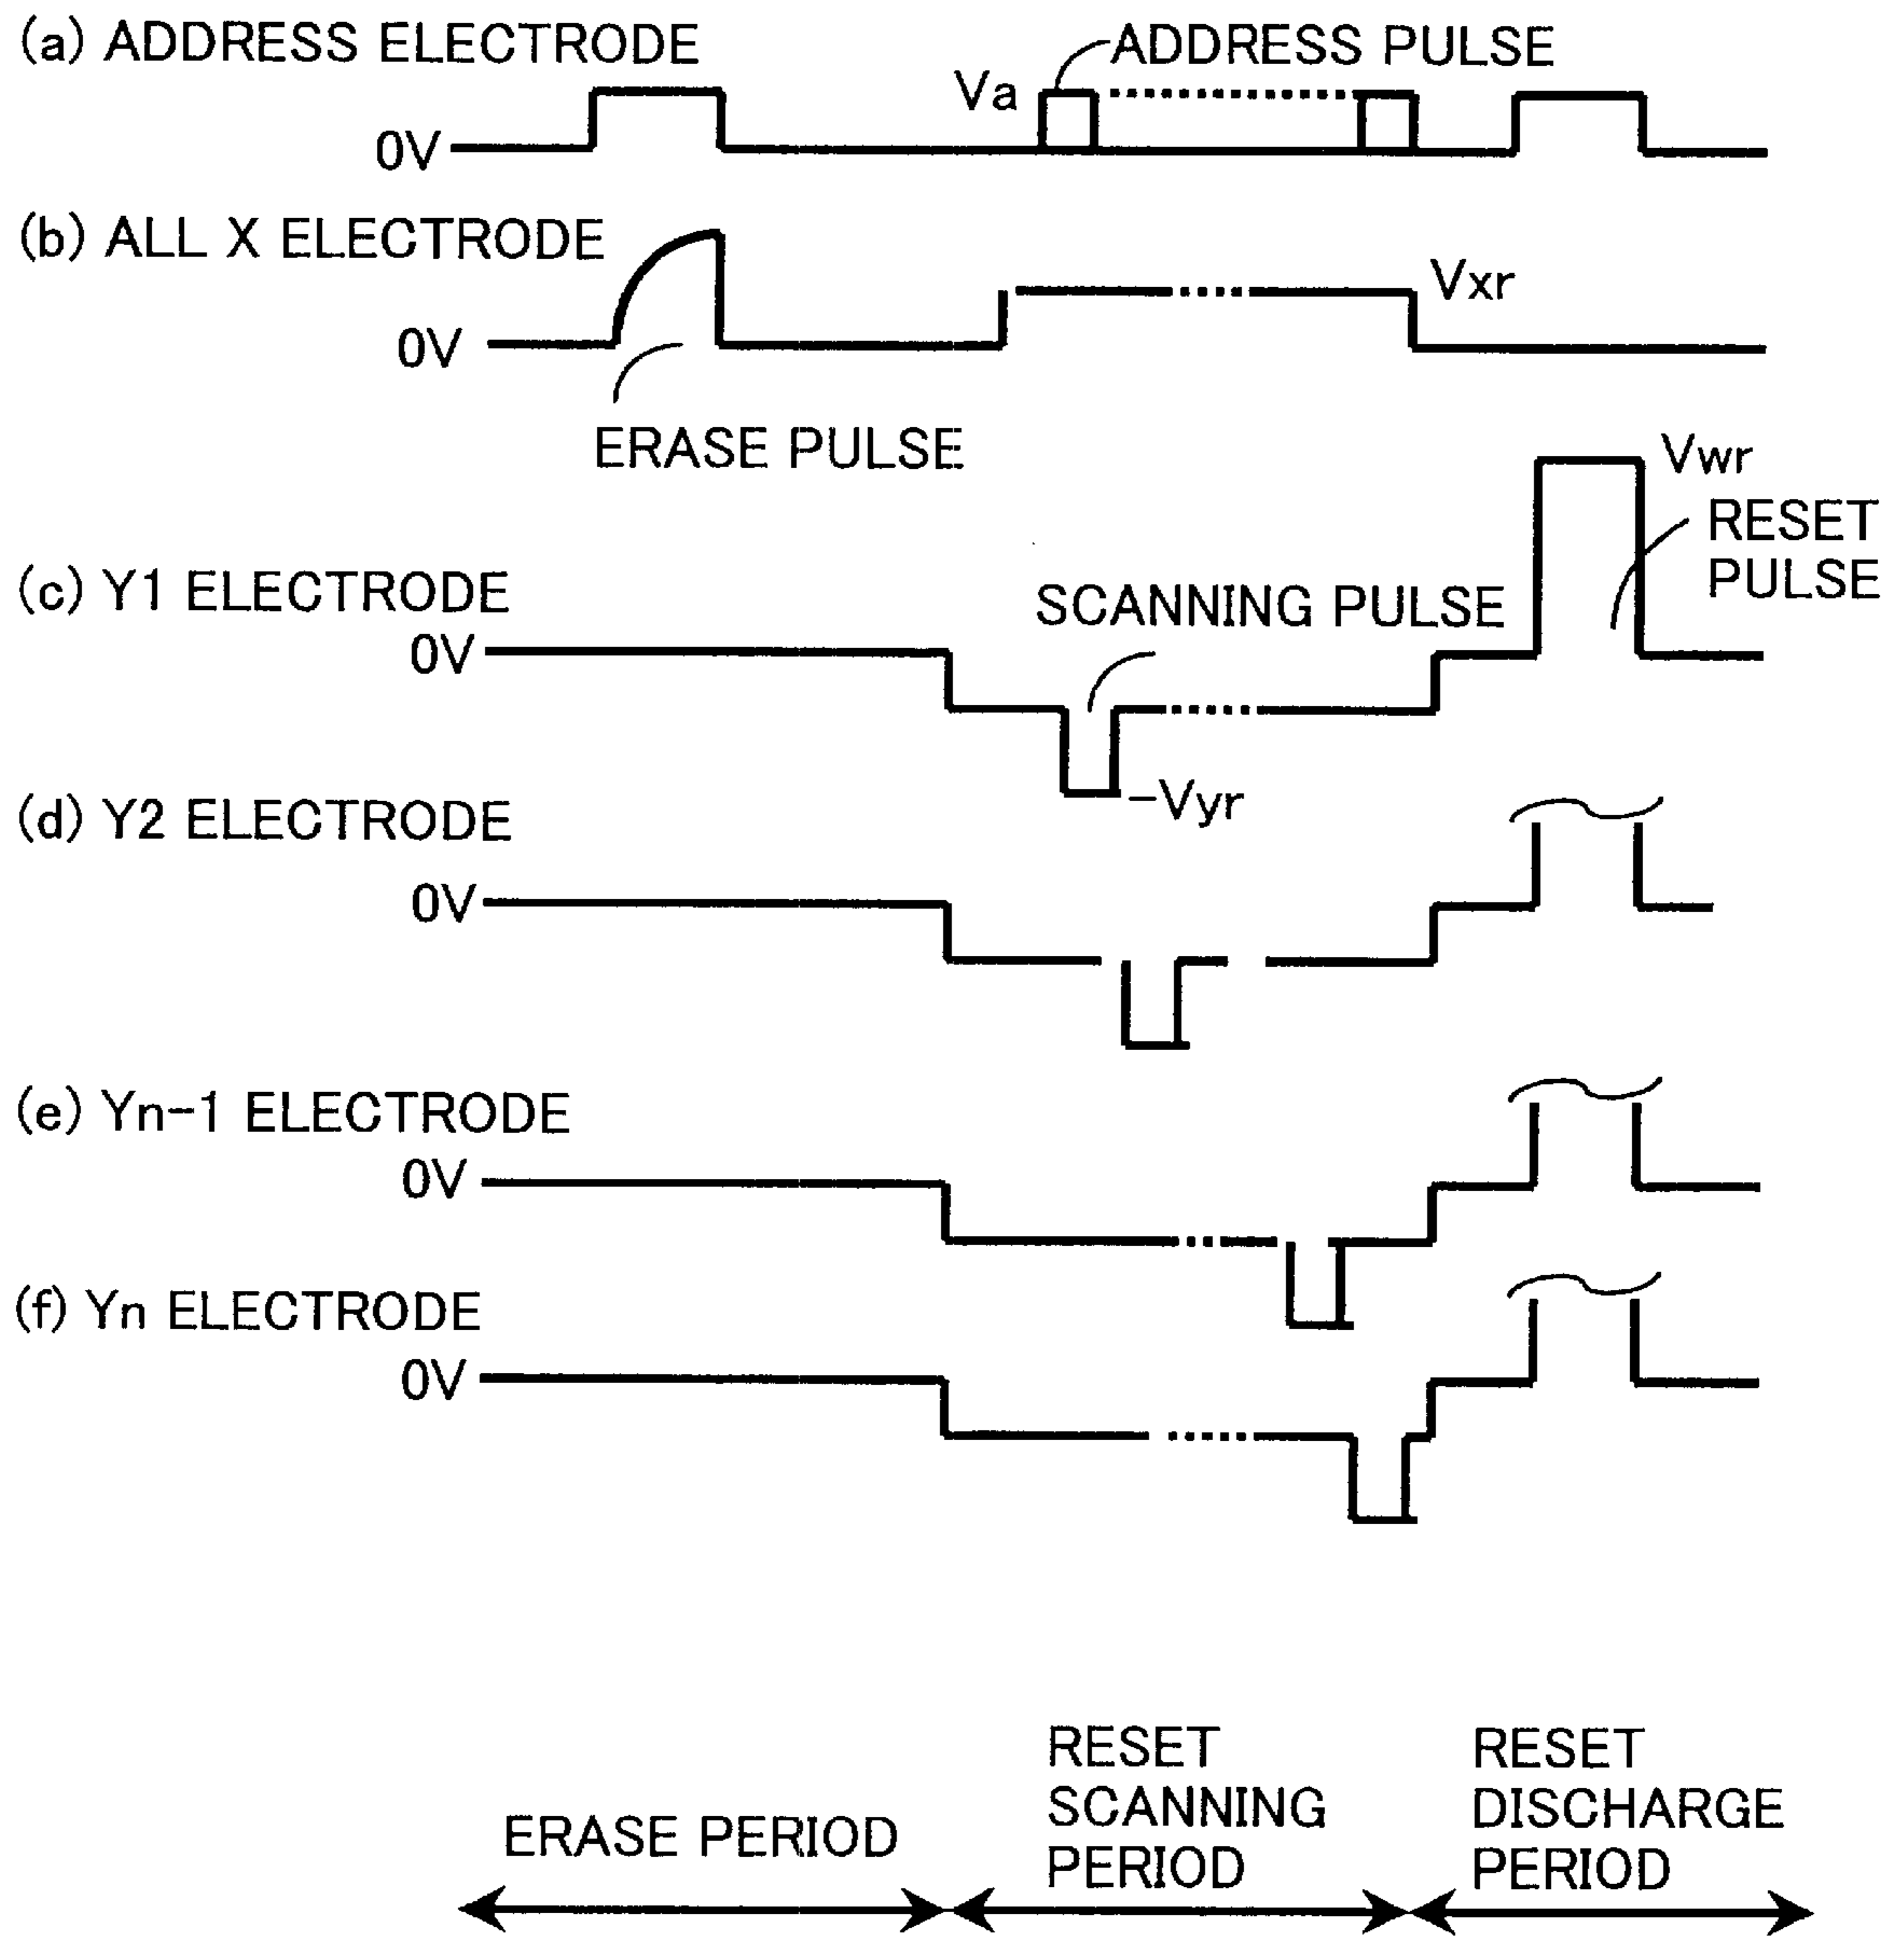 (a) ADDRESS ELECTRODE
ADDRESS PULSE
Va
0V
(b) ALL X ELECTRODE
Vxr
0V
ERASE PULSE
Vwr
RESET
PULSE
(c) Y1 ELECTRODE
SCANNING PULSE
0V
-Vyr
(d) Y2 ELECTRODE
0V
(e) Yn-1 ELECTRODE
0V
(f) Yn ELECTRODE
0V
ERASE PERIOD
RESET
SCANNING
PERIOD
RESET
DISCHARGE
PERIOD